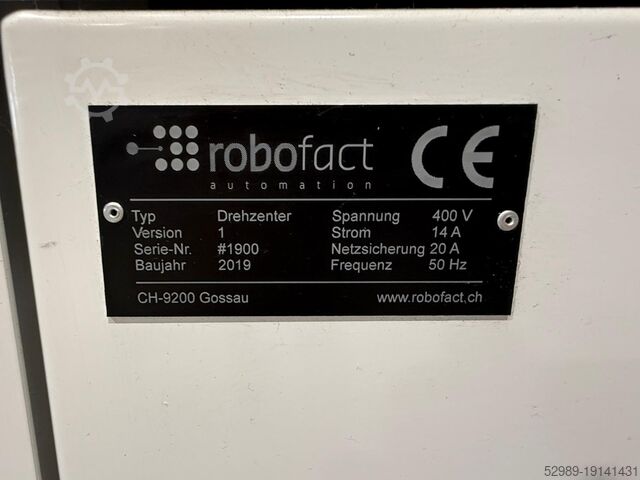 robofact
automation
CE
Typ Drehzenter Spannung 400 V
Version 1 Strom 14 A
Serie-Nr. #1900 Netzsicherung 20 A
Baujahr 2019 Frequenz 50 Hz
CH-9200 Gossau www.robofact.ch
52989-19141431